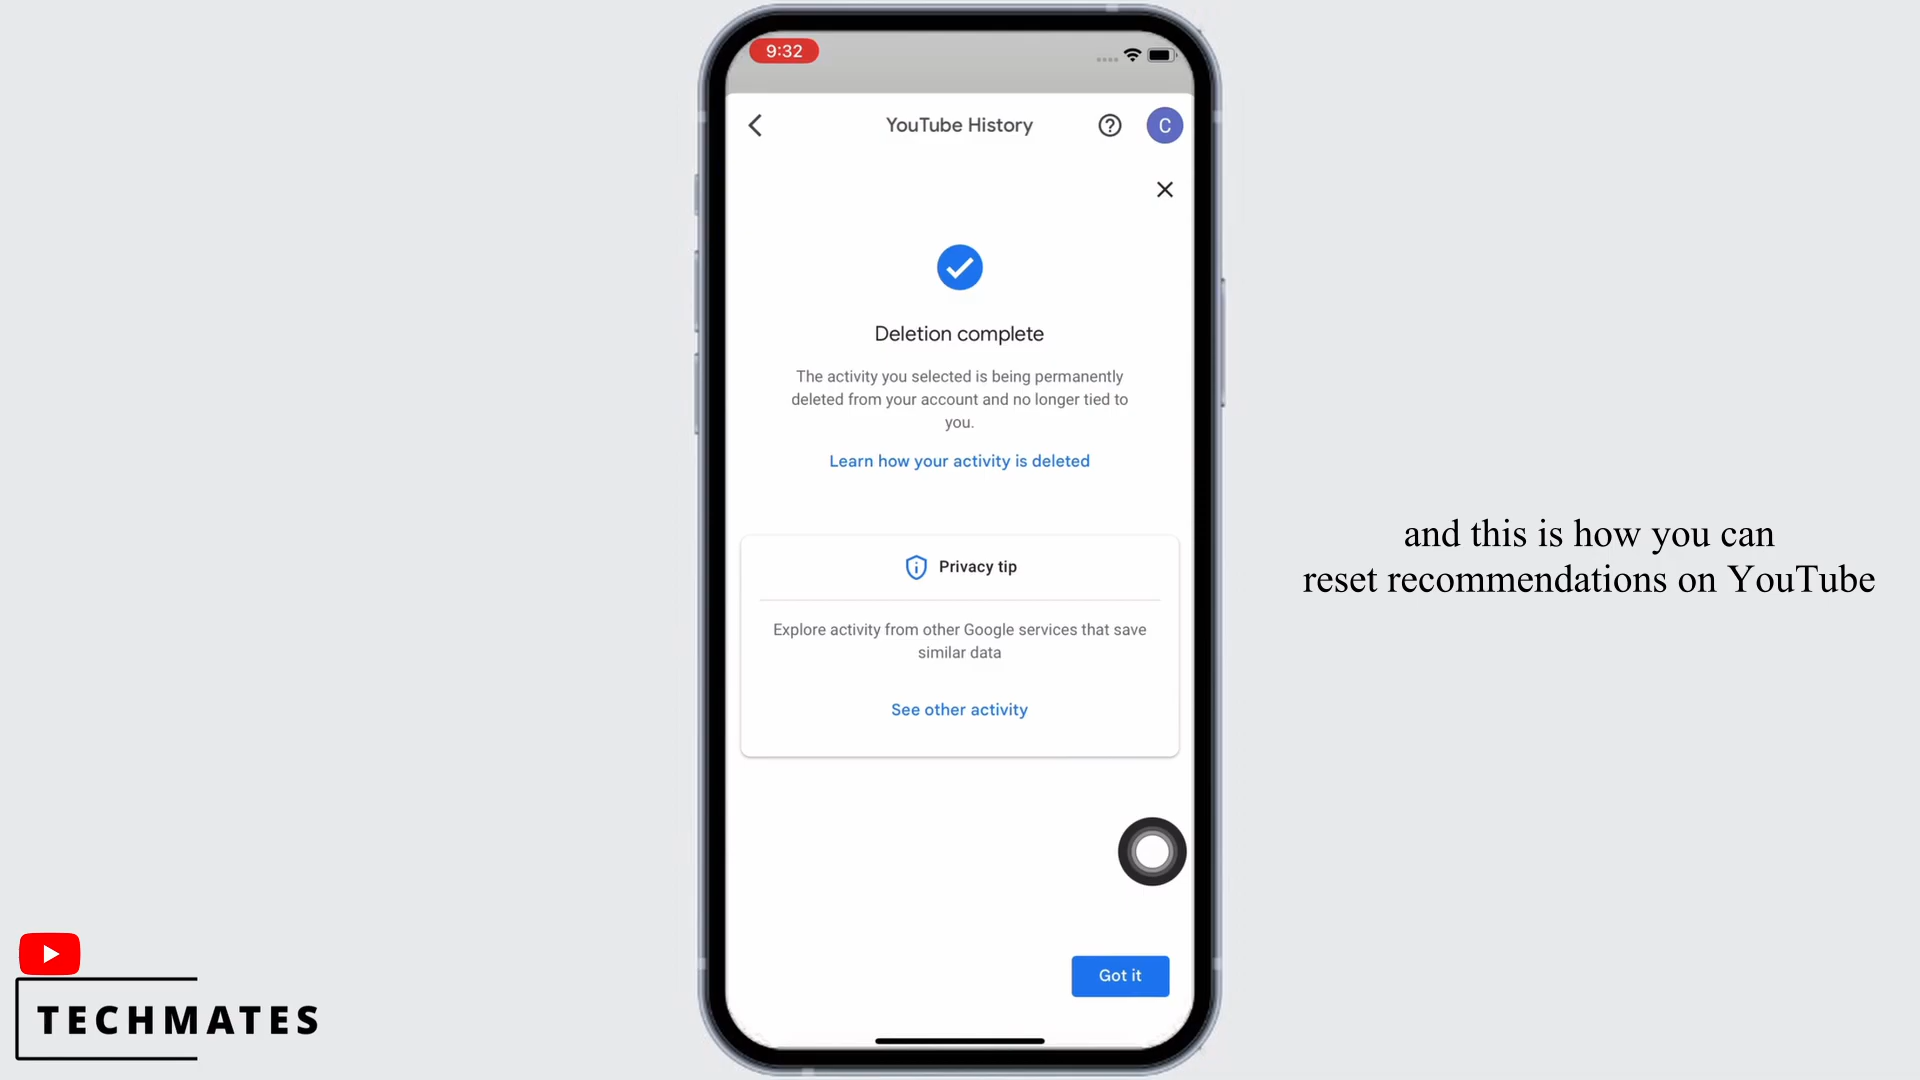 9:32
YouTube History
C
Deletion complete
The activity you selected is being permanently
deleted from your account and no longer tied to
you.
Learn how your activity is deleted
Privacy tip
Explore activity from other Google services that save
similar data
See other activity
Got it
and this is how you can
reset recommendations on YouTube
TECHMATES